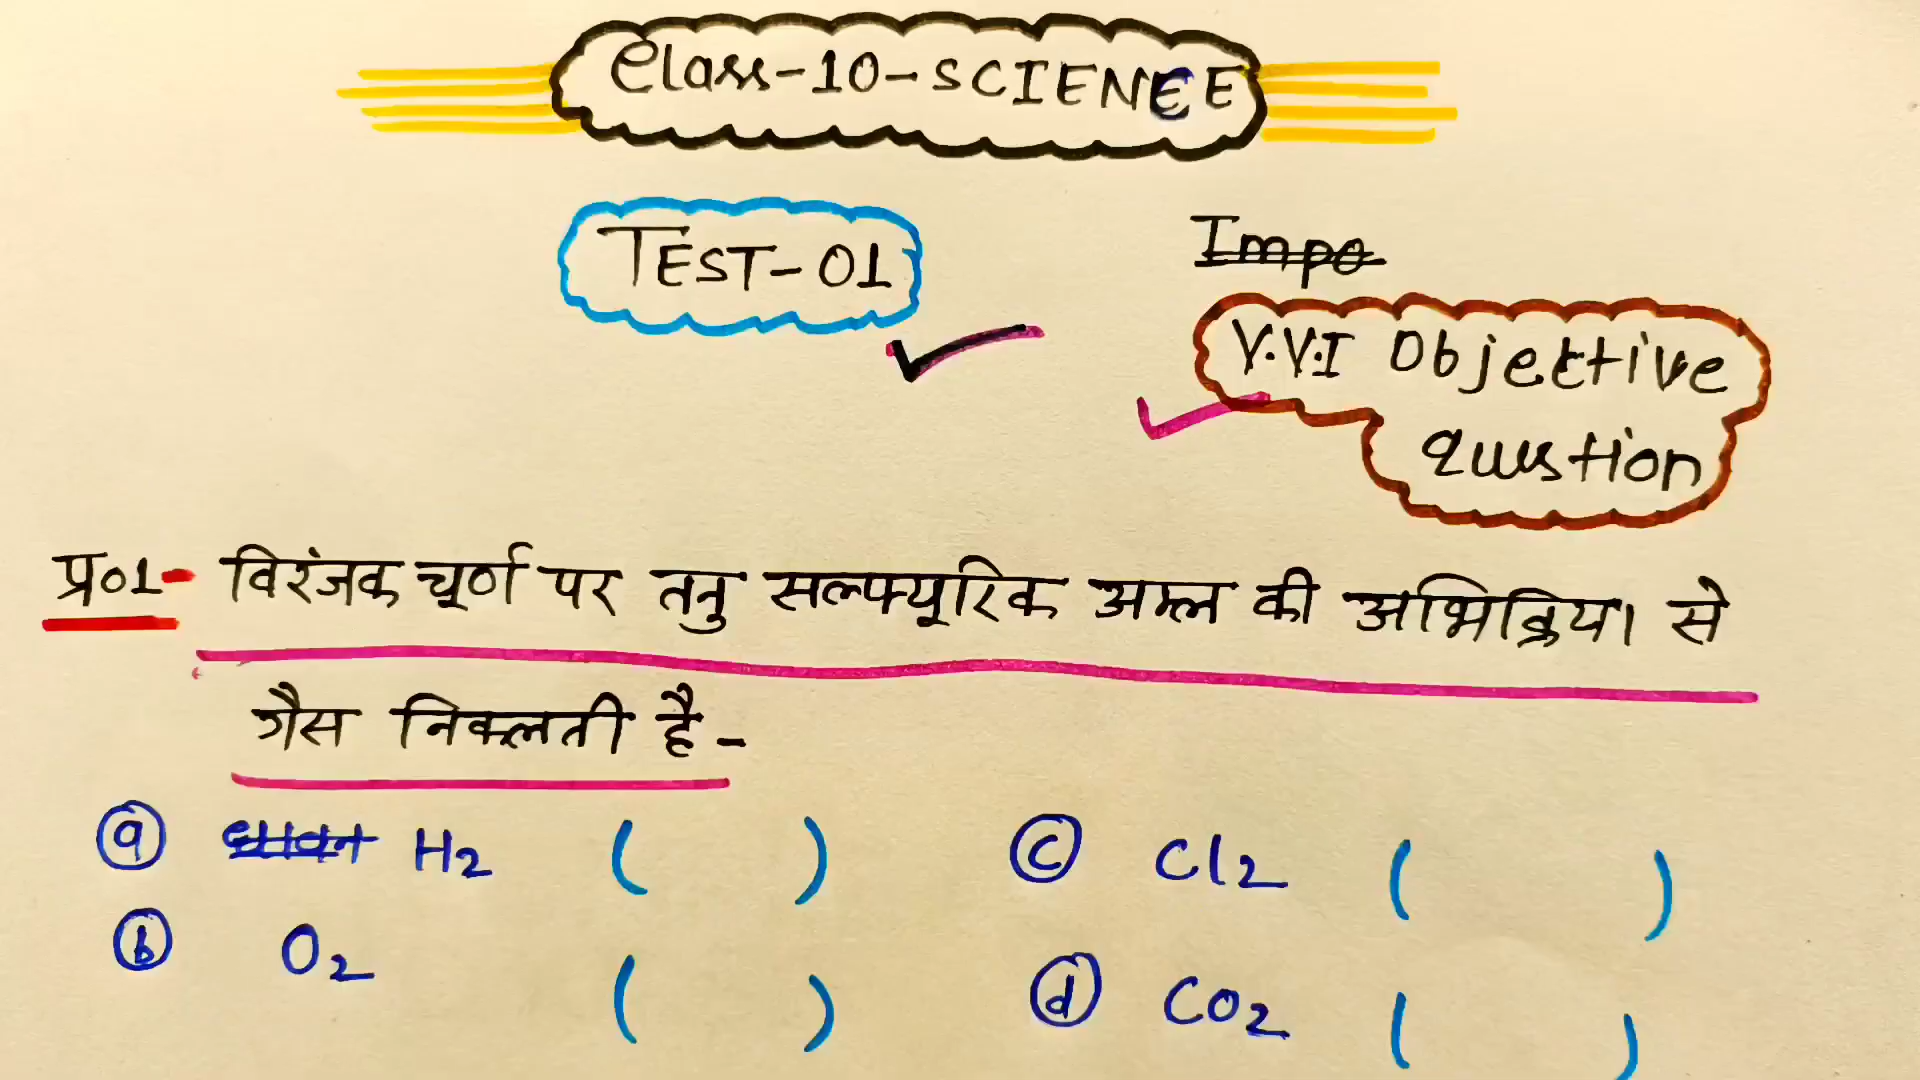 Class-10-SCIENCE
TEST-01
Impo
V.V.I Objective
question
प्र०1- विरंजक चूर्ण पर तनु सल्फ्यूरिक अम्ल की अभिक्रिया से
गैस निकलती है-
(a) H2 ( ) (c) Cl2 ( )
(b) O2 ( ) (d) CO2 ( )